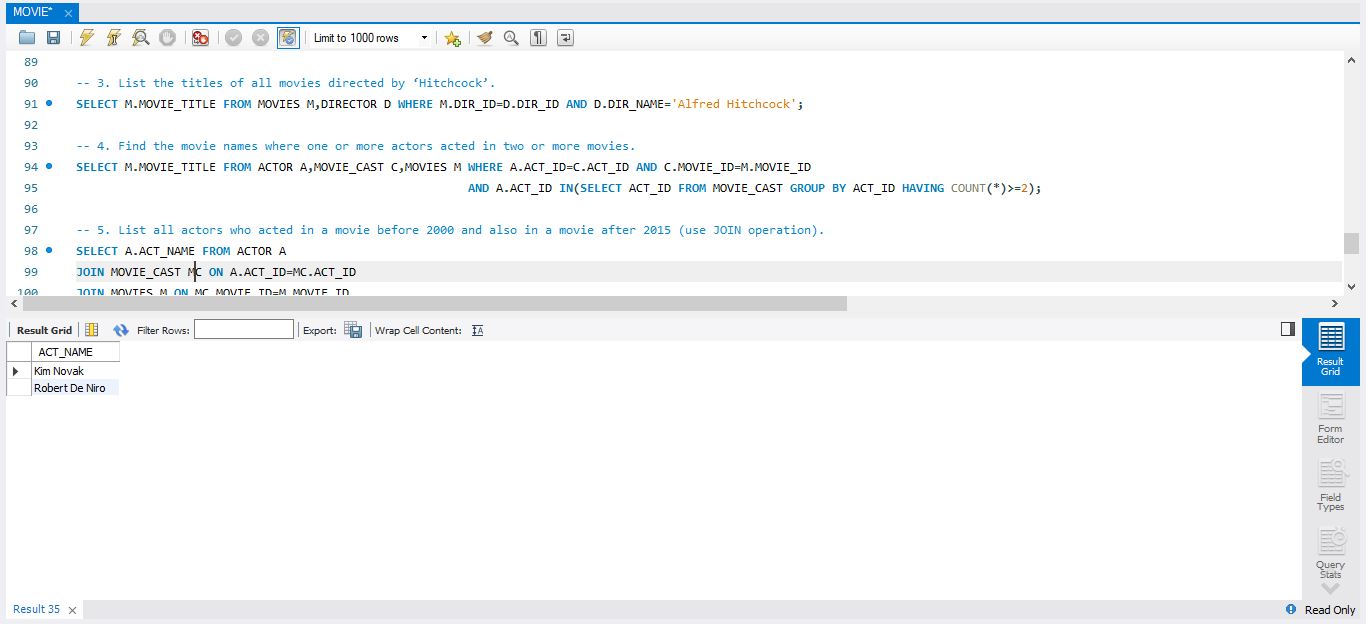 MOVIE*
Limit to 1000 rows
89
90 -- 3. List the titles of all movies directed by ‘Hitchcock’.
91 SELECT M.MOVIE_TITLE FROM MOVIES M,DIRECTOR D WHERE M.DIR_ID=D.DIR_ID AND D.DIR_NAME='Alfred Hitchcock';
92
93 -- 4. Find the movie names where one or more actors acted in two or more movies.
94 SELECT M.MOVIE_TITLE FROM ACTOR A,MOVIE_CAST C,MOVIES M WHERE A.ACT_ID=C.ACT_ID AND C.MOVIE_ID=M.MOVIE_ID
95 AND A.ACT_ID IN(SELECT ACT_ID FROM MOVIE_CAST GROUP BY ACT_ID HAVING COUNT(*)>=2);
96
97 -- 5. List all actors who acted in a movie before 2000 and also in a movie after 2015 (use JOIN operation).
98 SELECT A.ACT_NAME FROM ACTOR A
99 JOIN MOVIE_CAST MC ON A.ACT_ID=MC.ACT_ID
100 JOIN MOVIES M ON MC.MOVIE_ID=M.MOVIE_ID
Result Grid Filter Rows: Export: Wrap Cell Content:
ACT_NAME
Kim Novak
Robert De Niro
Result
Grid
Form
Editor
Field
Types
Query
Stats
Result 35
Read Only